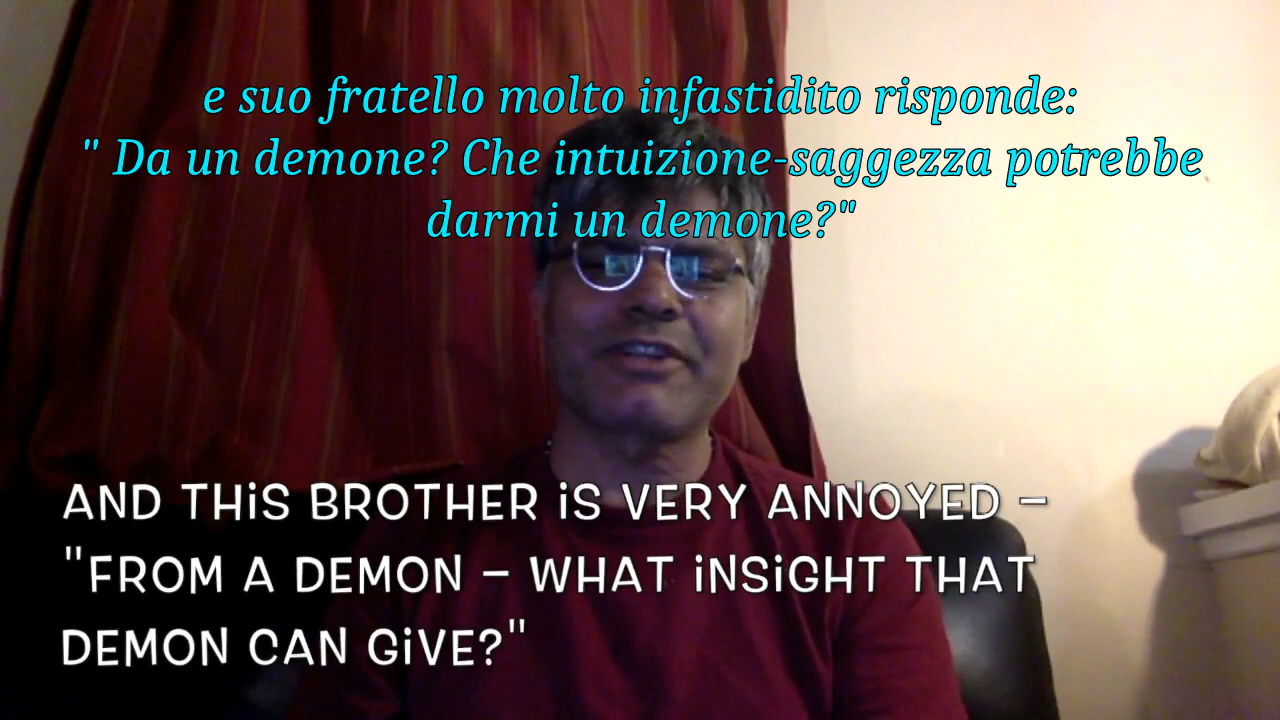 e suo fratello molto infastidito risponde:
" Da un demone? Che intuizione-saggezza potrebbe
darmi un demone?"
AND THiS BROTHER iS VERY ANNOYED –
"FROM A DEMON – WHAT iNSiGHT THAT
DEMON CAN GiVE?"